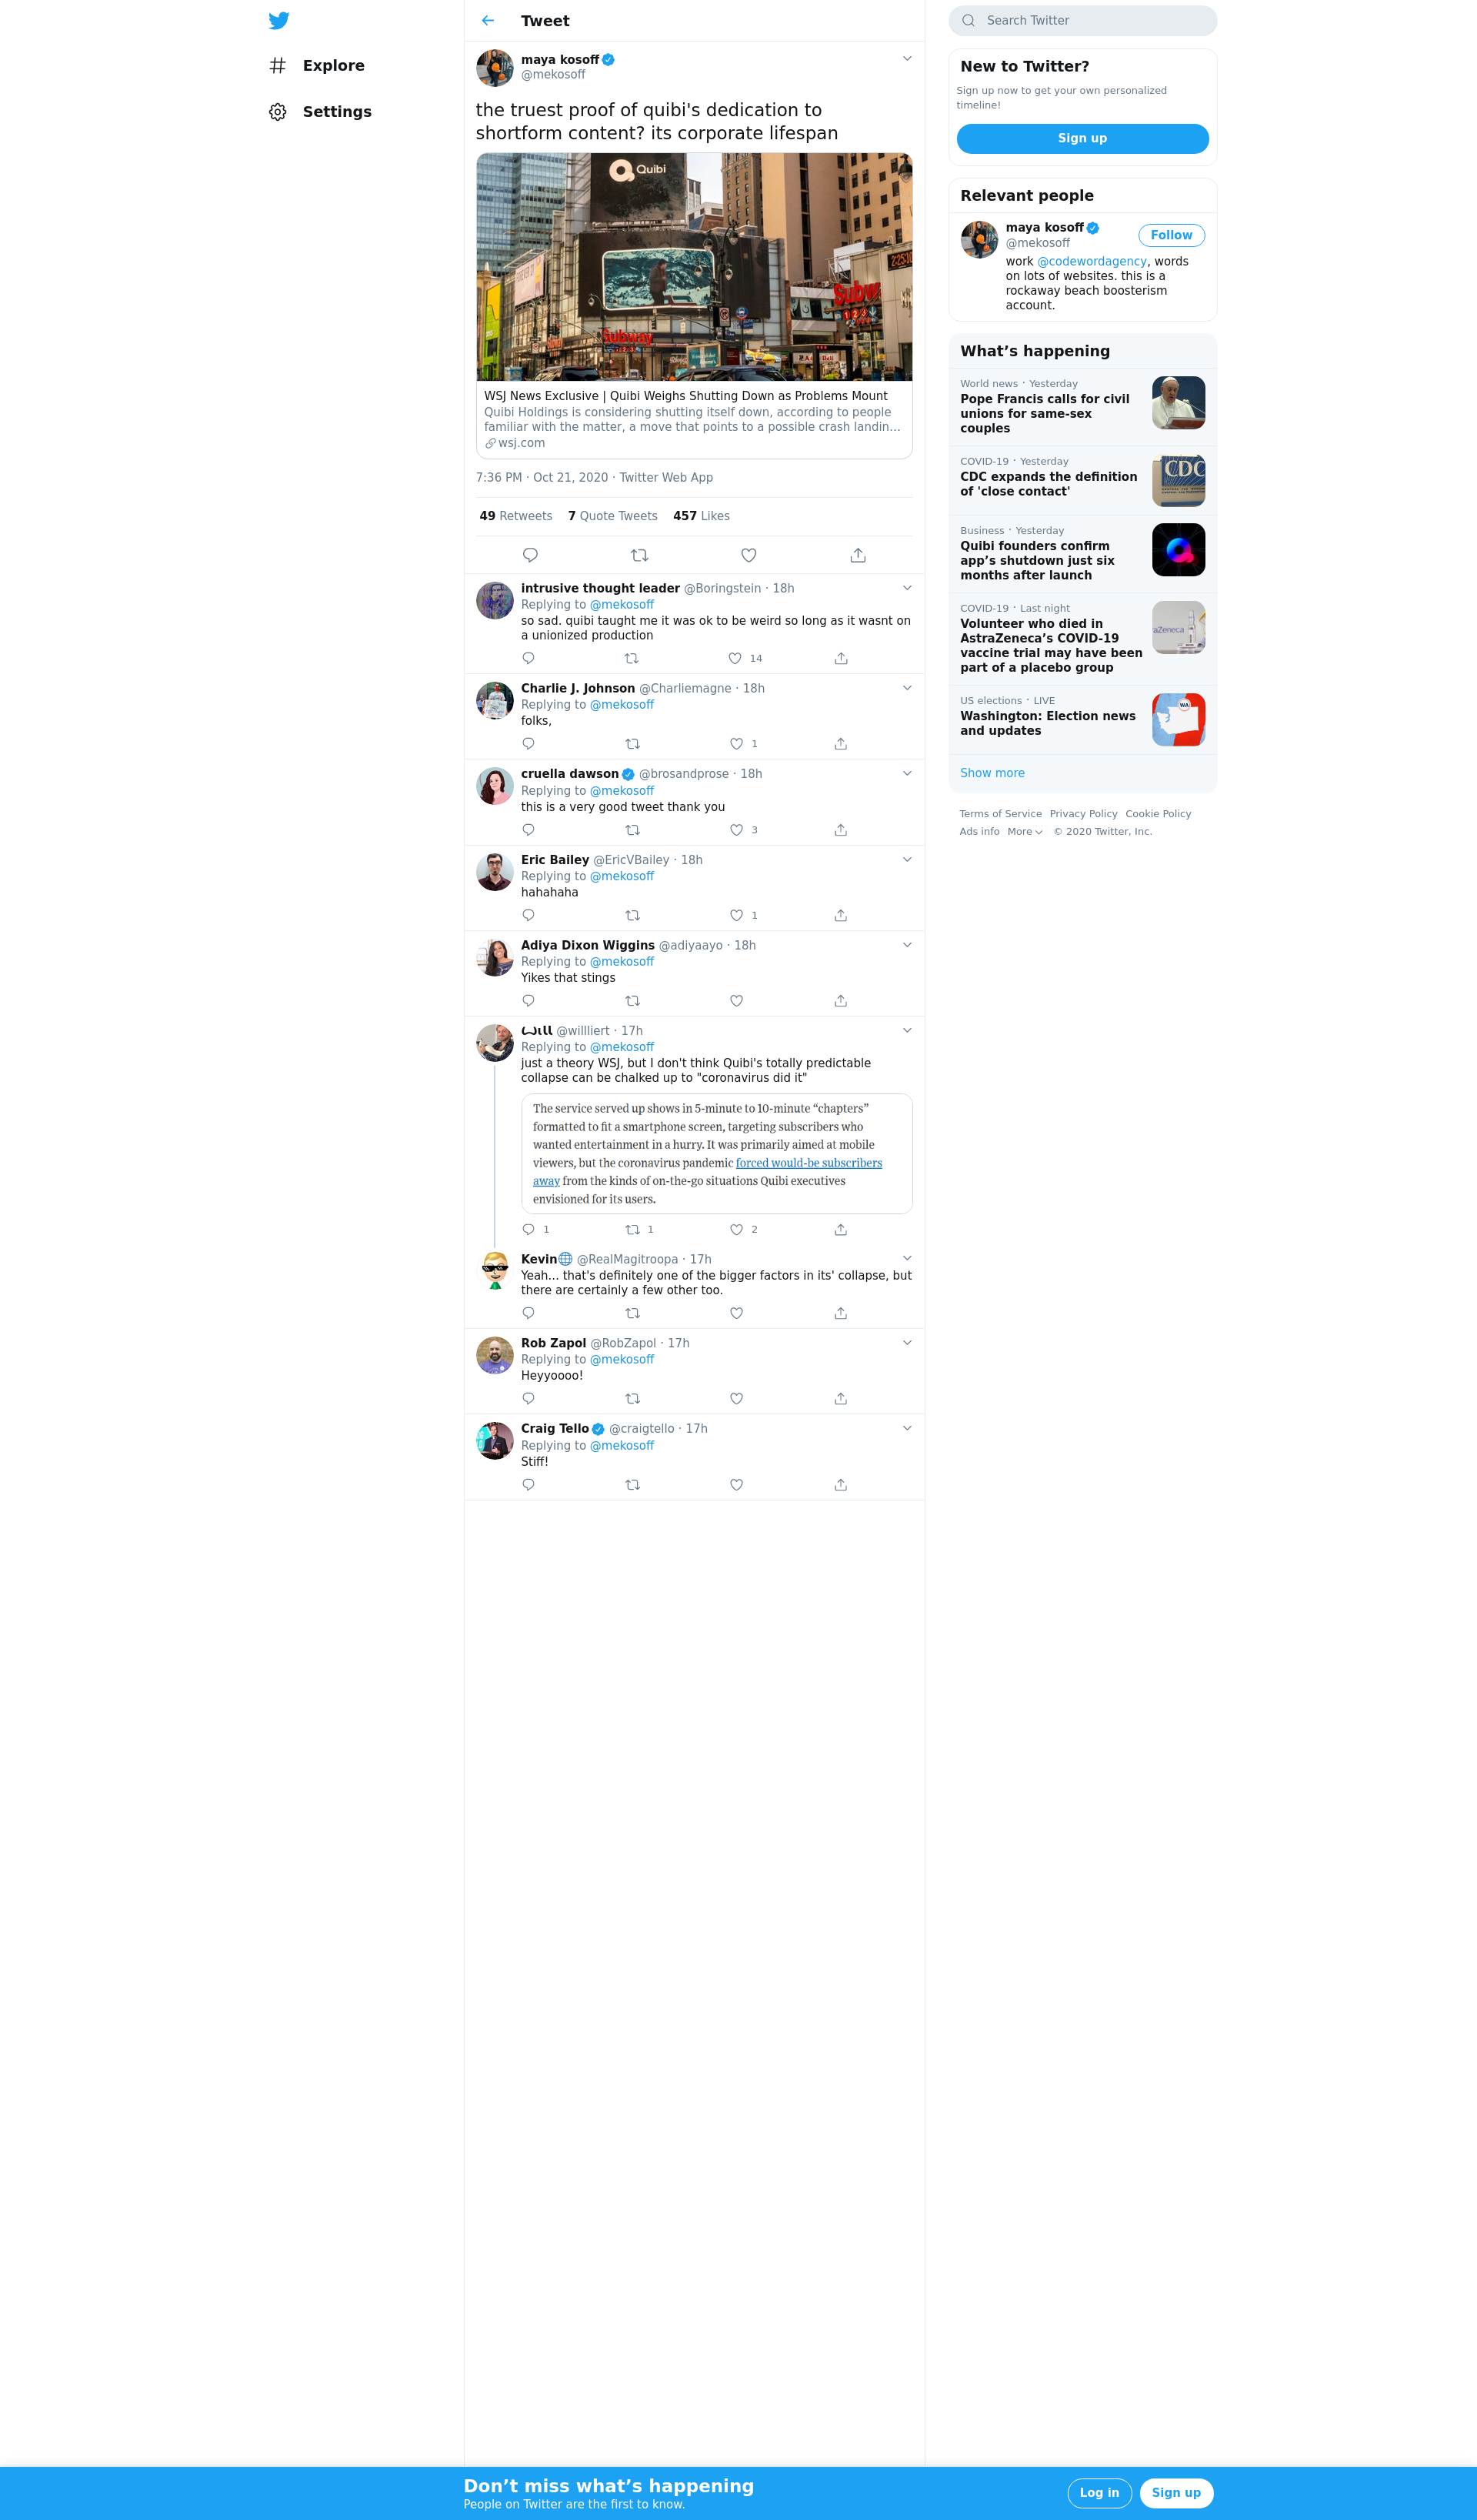 Explore
Settings
Tweet
maya kosoff
@mekosoff
the truest proof of quibi's dedication to
shortform content? its corporate lifespan
Quibi
Subway
Subway
123
Deli
WSJ News Exclusive | Quibi Weighs Shutting Down as Problems Mount
Quibi Holdings is considering shutting itself down, according to people
familiar with the matter, a move that points to a possible crash landin…
wsj.com
7:36 PM · Oct 21, 2020 · Twitter Web App
49 Retweets 7 Quote Tweets 457 Likes
intrusive thought leader @Boringstein · 18h
Replying to @mekosoff
so sad. quibi taught me it was ok to be weird so long as it wasnt on
a unionized production
14
Charlie J. Johnson @Charliemagne · 18h
Replying to @mekosoff
folks,
1
cruella dawson @brosandprose · 18h
Replying to @mekosoff
this is a very good tweet thank you
3
Eric Bailey @EricVBailey · 18h
Replying to @mekosoff
hahahaha
1
Adiya Dixon Wiggins @adiyaayo · 18h
Replying to @mekosoff
Yikes that stings
@willliert · 17h
Replying to @mekosoff
just a theory WSJ, but I don't think Quibi's totally predictable
collapse can be chalked up to "coronavirus did it"
The service served up shows in 5-minute to 10-minute “chapters”
formatted to fit a smartphone screen, targeting subscribers who
wanted entertainment in a hurry. It was primarily aimed at mobile
viewers, but the coronavirus pandemic forced would-be subscribers
away from the kinds of on-the-go situations Quibi executives
envisioned for its users.
1 1 2
Kevin @RealMagitroopa · 17h
Yeah... that's definitely one of the bigger factors in its' collapse, but
there are certainly a few other too.
Rob Zapol @RobZapol · 17h
Replying to @mekosoff
Heyyoooo!
Craig Tello @craigtello · 17h
Replying to @mekosoff
Stiff!
Search Twitter
New to Twitter?
Sign up now to get your own personalized
timeline!
Sign up
Relevant people
maya kosoff
@mekosoff
Follow
work @codewordagency, words
on lots of websites. this is a
rockaway beach boosterism
account.
What’s happening
World news · Yesterday
Pope Francis calls for civil
unions for same-sex
couples
COVID-19 · Yesterday
CDC expands the definition
of 'close contact'
CDC
Business · Yesterday
Quibi founders confirm
app’s shutdown just six
months after launch
COVID-19 · Last night
Volunteer who died in
AstraZeneca’s COVID-19
vaccine trial may have been
part of a placebo group
raZeneca
US elections · LIVE
Washington: Election news
and updates
WA
Show more
Terms of Service Privacy Policy Cookie Policy
Ads info More © 2020 Twitter, Inc.
Don’t miss what’s happening
People on Twitter are the first to know.
Log in
Sign up